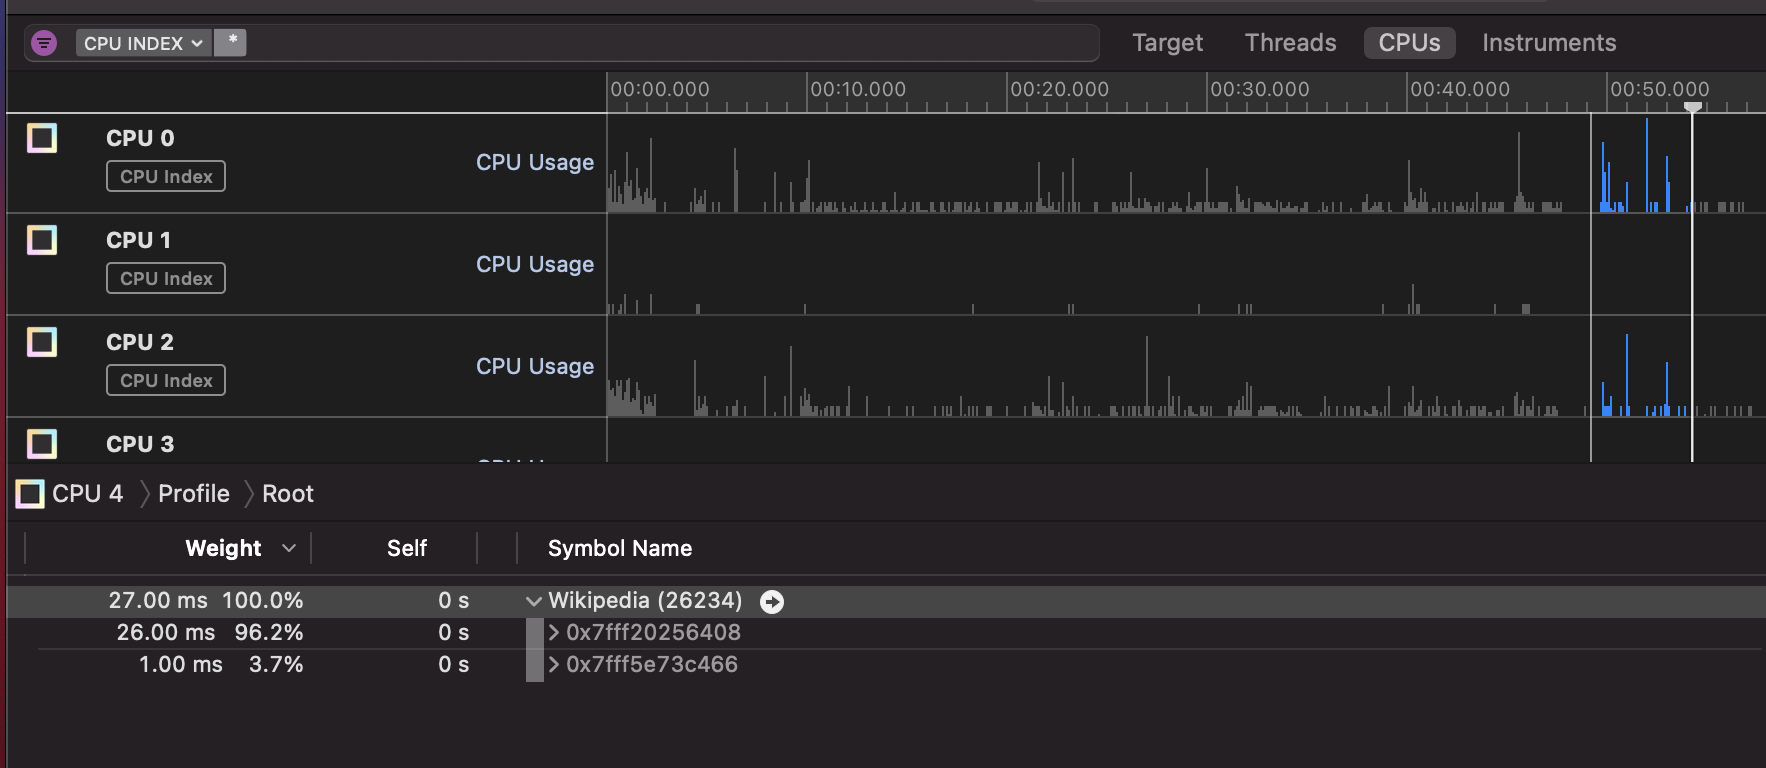 CPU INDEX * Target Threads CPUs Instruments
00:00.000 00:10.000 00:20.000 00:30.000 00:40.000 00:50.000
CPU 0
CPU Index
CPU Usage
CPU 1
CPU Index
CPU Usage
CPU 2
CPU Index
CPU Usage
CPU 3
CPU 4 Profile Root
Weight Self Symbol Name
27.00 ms 100.0% 0 s Wikipedia (26234)
26.00 ms 96.2% 0 s 0x7fff20256408
1.00 ms 3.7% 0 s 0x7fff5e73c466